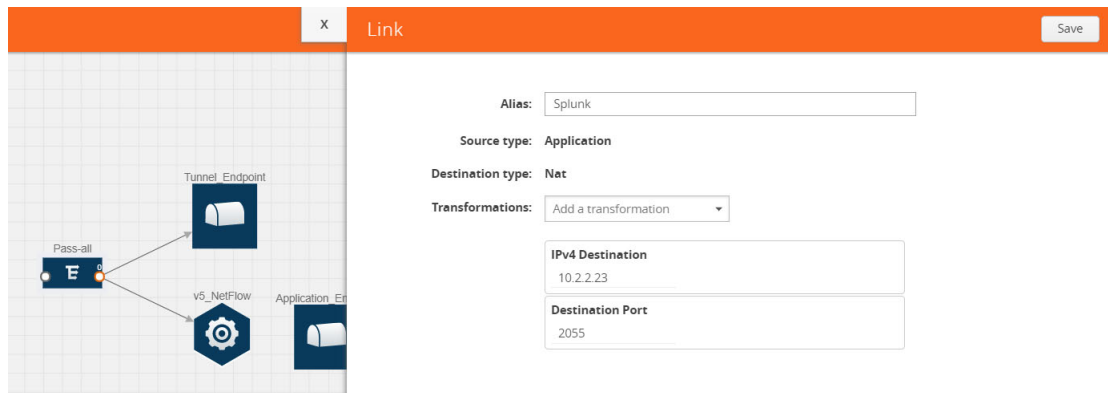 X
Link
Save
Alias: Splunk
Source type: Application
Destination type: Nat
Transformations: Add a transformation
IPv4 Destination
10.2.2.23
Destination Port
2055
Tunnel_Endpoint
Pass-all
0
v5_NetFlow
Application_En